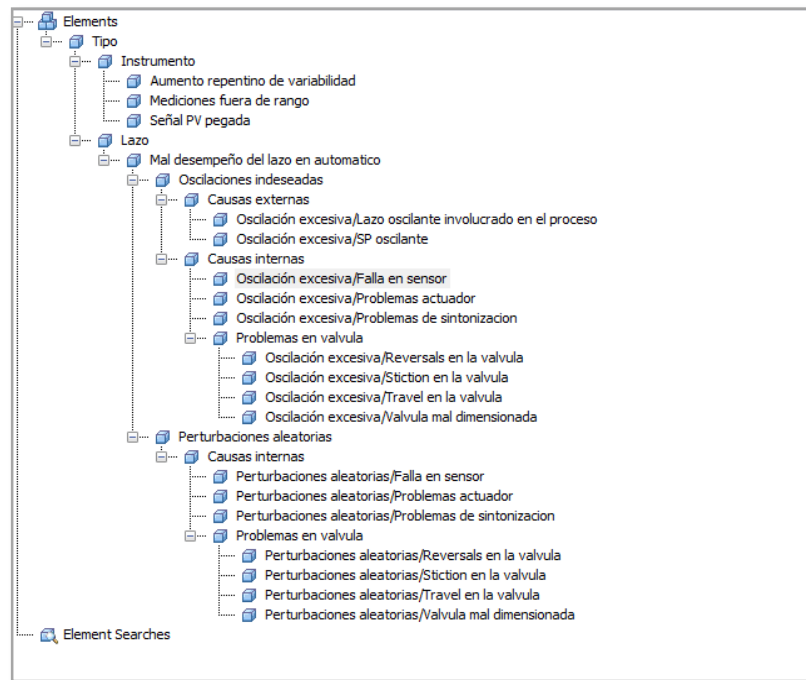 Elements
Tipo
Instrumento
Aumento repentino de variabilidad
Mediciones fuera de rango
Señal PV pegada
Lazo
Mal desempeño del lazo en automatico
Oscilaciones indeseadas
Causas externas
Oscilación excesiva/Lazo oscilante involucrado en el proceso
Oscilación excesiva/SP oscilante
Causas internas
Oscilación excesiva/Falla en sensor
Oscilación excesiva/Problemas actuador
Oscilación excesiva/Problemas de sintonizacion
Problemas en valvula
Oscilación excesiva/Reversals en la valvula
Oscilación excesiva/Stiction en la valvula
Oscilación excesiva/Travel en la valvula
Oscilación excesiva/Valvula mal dimensionada
Perturbaciones aleatorias
Causas internas
Perturbaciones aleatorias/Falla en sensor
Perturbaciones aleatorias/Problemas actuador
Perturbaciones aleatorias/Problemas de sintonizacion
Problemas en valvula
Perturbaciones aleatorias/Reversals en la valvula
Perturbaciones aleatorias/Stiction en la valvula
Perturbaciones aleatorias/Travel en la valvula
Perturbaciones aleatorias/Valvula mal dimensionada
Element Searches